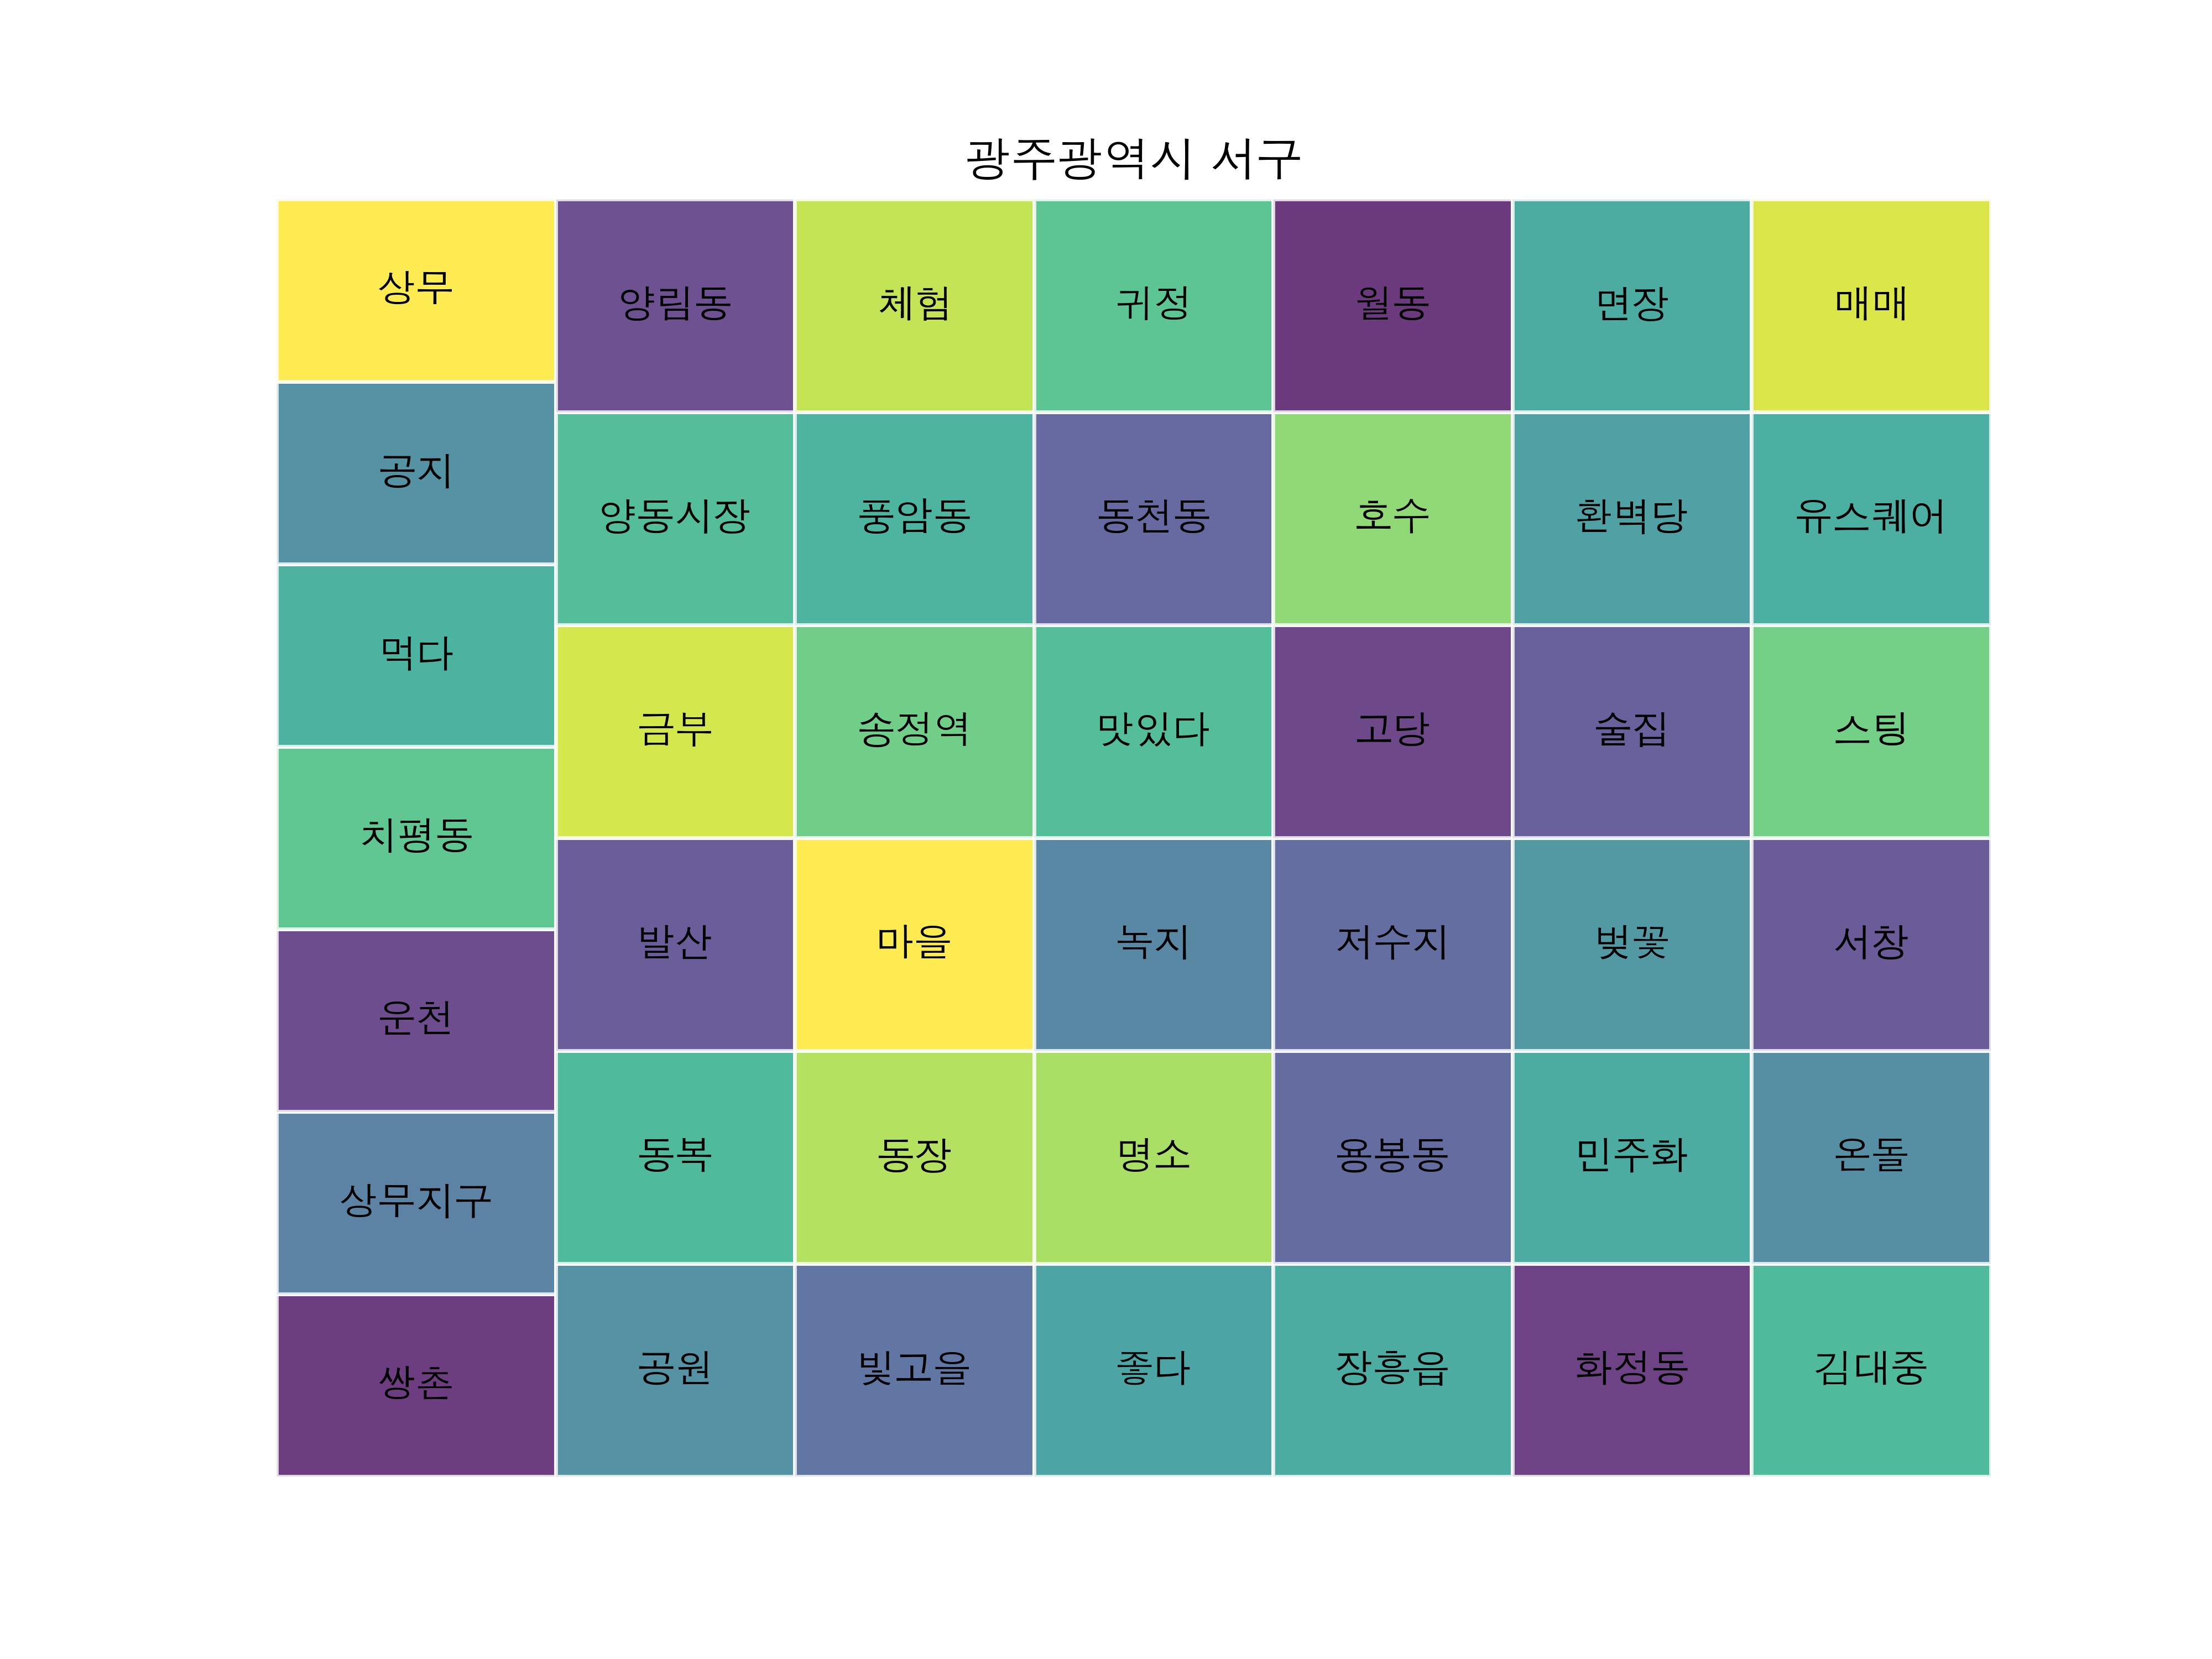 광주광역시 서구
상무
공지
먹다
치평동
운천
상무지구
쌍촌
양림동
양동시장
금부
발산
동복
공원
체험
풍암동
송정역
마을
동장
빛고을
귀정
동천동
맛있다
녹지
명소
좋다
월동
호수
고당
저수지
용봉동
장흥읍
면장
환벽당
술집
벚꽃
민주화
화정동
매매
유스퀘어
스팅
서창
온돌
김대중